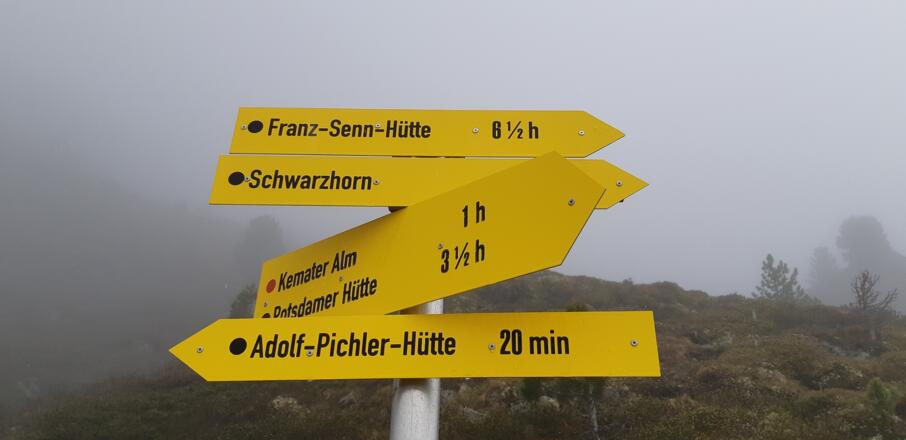 Franz-Senn-Hütte 6 ½ h
Schwarzhorn
Kemater Alm 1 h
Potsdamer Hütte 3 ½ h
Adolf-Pichler-Hütte 20 min